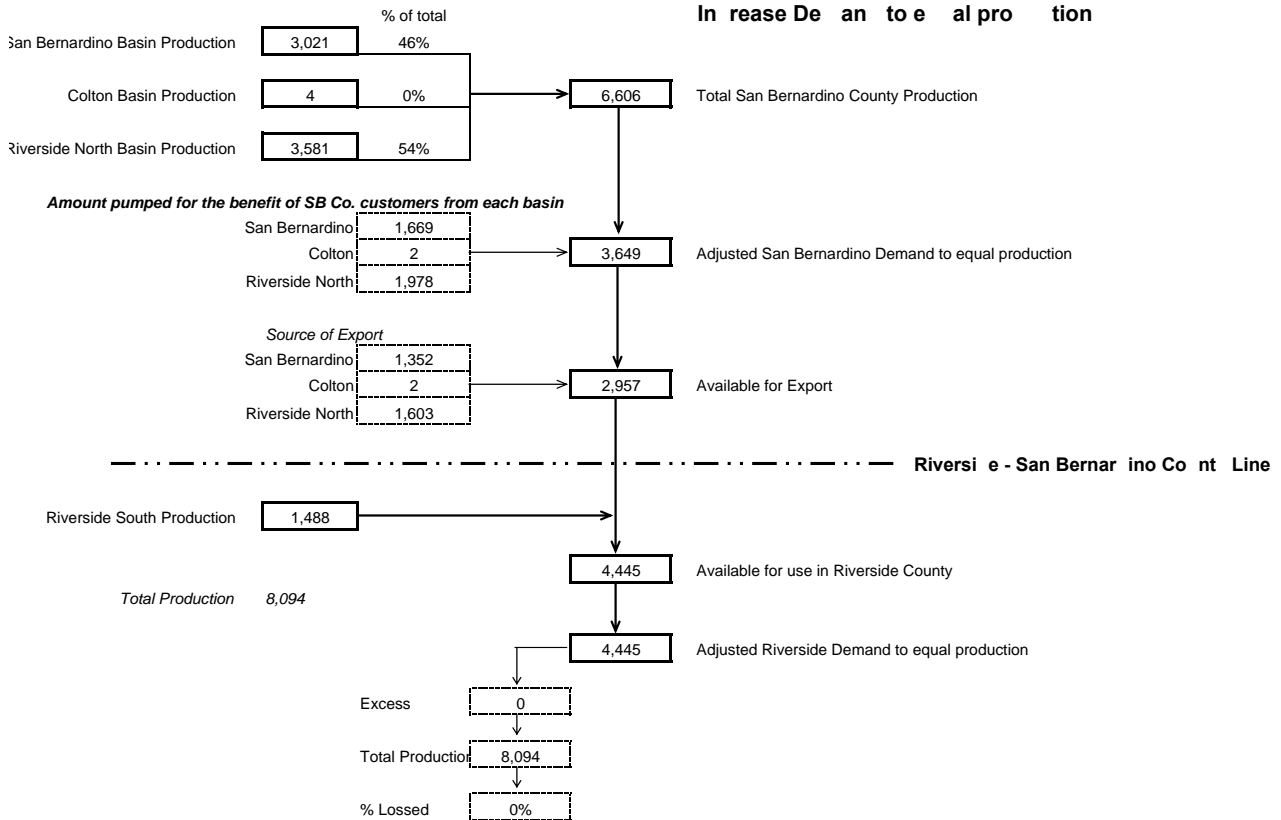 % of total
In rease De an to e al pro tion
San Bernardino Basin Production 3,021 46%
Colton Basin Production 4 0% 6,606 Total San Bernardino County Production
Riverside North Basin Production 3,581 54%
Amount pumped for the benefit of SB Co. customers from each basin
San Bernardino 1,669
Colton 2 3,649 Adjusted San Bernardino Demand to equal production
Riverside North 1,978
Source of Export
San Bernardino 1,352
Colton 2 2,957 Available for Export
Riverside North 1,603
Riversi e - San Bernar ino Co nt Line
Riverside South Production 1,488
4,445 Available for use in Riverside County
Total Production 8,094
4,445 Adjusted Riverside Demand to equal production
Excess 0
Total Production 8,094
% Lossed 0%